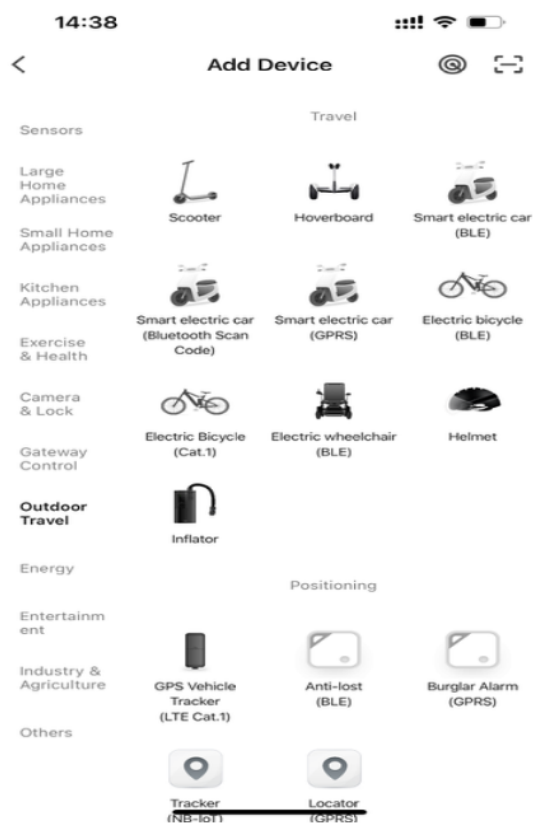 14:38
Add Device
Sensors
Large
Home
Appliances
Small Home
Appliances
Kitchen
Appliances
Exercise
& Health
Camera
& Lock
Gateway
Control
Outdoor
Travel
Energy
Entertainm
ent
Industry &
Agriculture
Others
Travel
Scooter
Hoverboard
Smart electric car
(BLE)
Smart electric car
(Bluetooth Scan
Code)
Smart electric car
(GPRS)
Electric bicycle
(BLE)
Electric Bicycle
(Cat.1)
Electric wheelchair
(BLE)
Helmet
Inflator
Positioning
GPS Vehicle
Tracker
(LTE Cat.1)
Anti-lost
(BLE)
Burglar Alarm
(GPRS)
Tracker
(NB-IoT)
Locator
(GPRS)